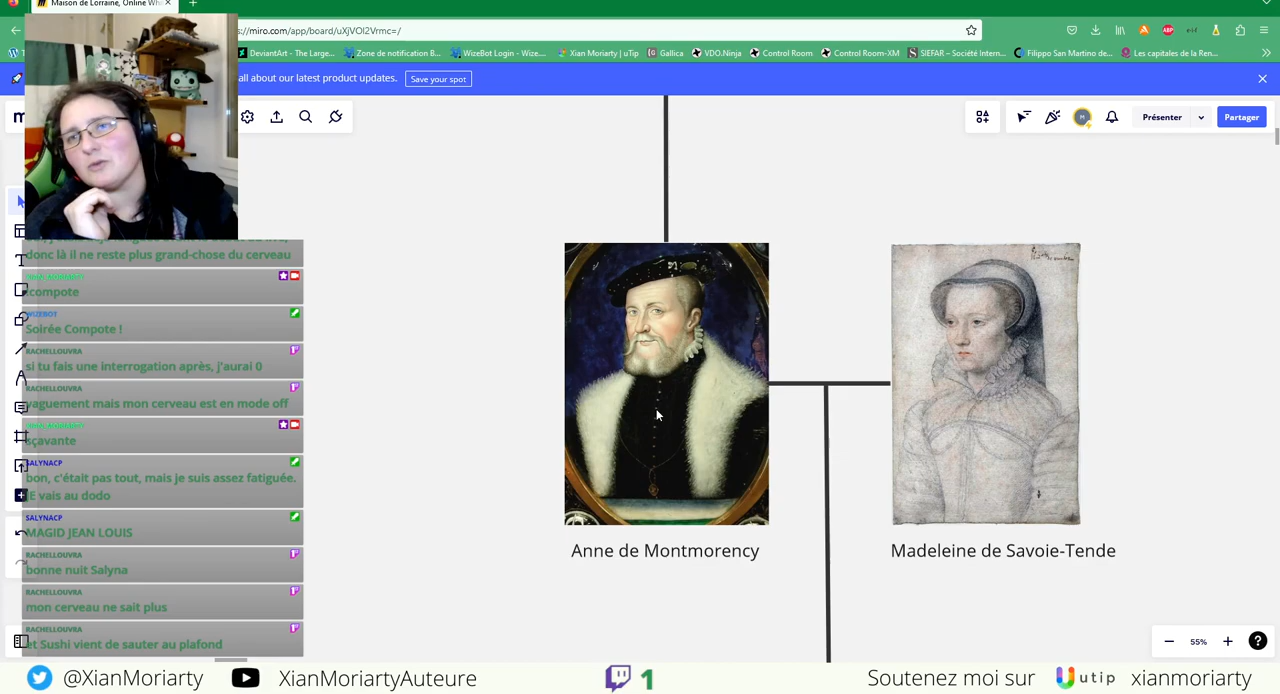 Maison de Lorraine, Online Whi
s://miro.com/app/board/uXjVOl2Vrmc=/
DeviantArt - The Large...
Zone de notification B...
WizeBot Login - Wize...
Xian Moriarty | uTip
Gallica
VDO.Ninja
Control Room
Control Room-XM
SIEFAR – Société Intern...
Filippo San Martino de...
Les capitales de la Ren...
all about our latest product updates.
Save your spot
Présenter
Partager
donc là il ne reste plus grand-chose du cerveau
!compote
WIZEBOT
Soirée Compote !
RACHELLOUVRA
si tu fais une interrogation après, j'aurai 0
RACHELLOUVRA
vaguement mais mon cerveau est en mode off
sçavante
SALYNACP
bon, c'était pas tout, mais je suis assez fatiguée.
JE vais au dodo
SALYNACP
MAGID JEAN LOUIS
RACHELLOUVRA
bonne nuit Salyna
RACHELLOUVRA
mon cerveau ne sait plus
RACHELLOUVRA
et Sushi vient de sauter au plafond
Anne de Montmorency
Madeleine de Savoie-Tende
55%
@XianMoriarty
XianMoriartyAuteure
1
Soutenez moi sur
utip
xianmoriarty